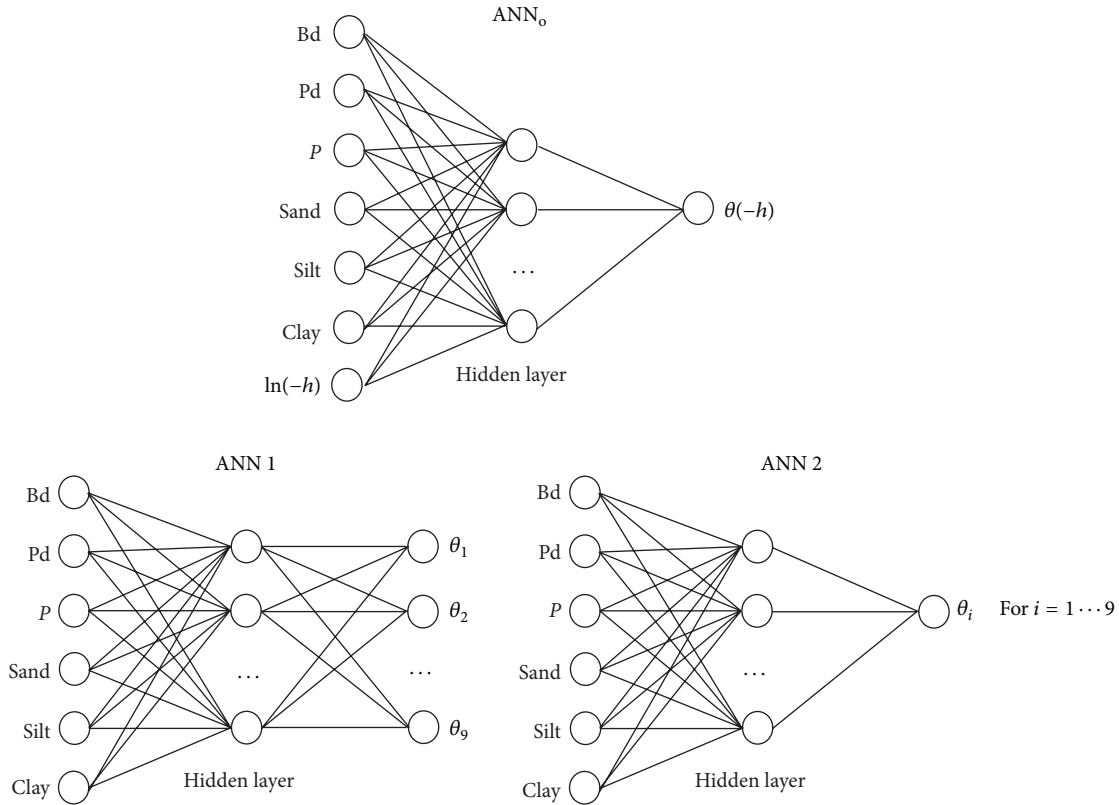 ANNₒ
Bd
Pd
P
Sand
Silt
Clay
ln(−h)
θ(−h)
...
Hidden layer
ANN 1
Bd
Pd
P
Sand
Silt
Clay
θ₁
θ₂
...
...
θ₉
Hidden layer
ANN 2
Bd
Pd
P
Sand
Silt
Clay
θᵢ For i = 1 ⋯ 9
...
Hidden layer